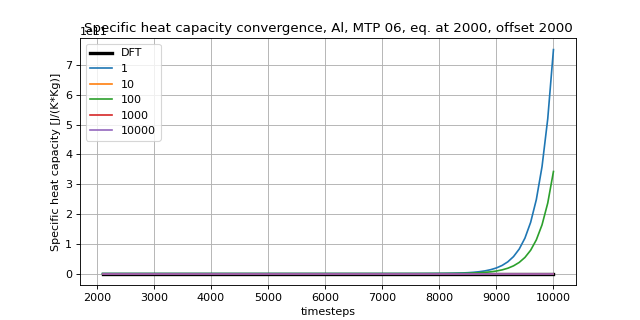 Specific heat capacity convergence, Al, MTP 06, eq. at 2000, offset 2000
1e11
Specific heat capacity [J/(K*Kg)]
7
6
5
4
3
2
1
0
DFT
1
10
100
1000
10000
2000 3000 4000 5000 6000 7000 8000 9000 10000
timesteps